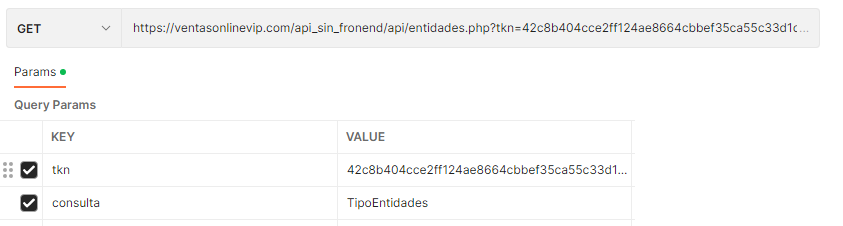 GET https://ventasonlinevip.com/api_sin_fronend/api/entidades.php?tkn=42c8b404cce2ff124ae8664cbbef35ca55c33d1c...
Params
Query Params
KEY VALUE
tkn 42c8b404cce2ff124ae8664cbbef35ca55c33d1...
consulta TipoEntidades